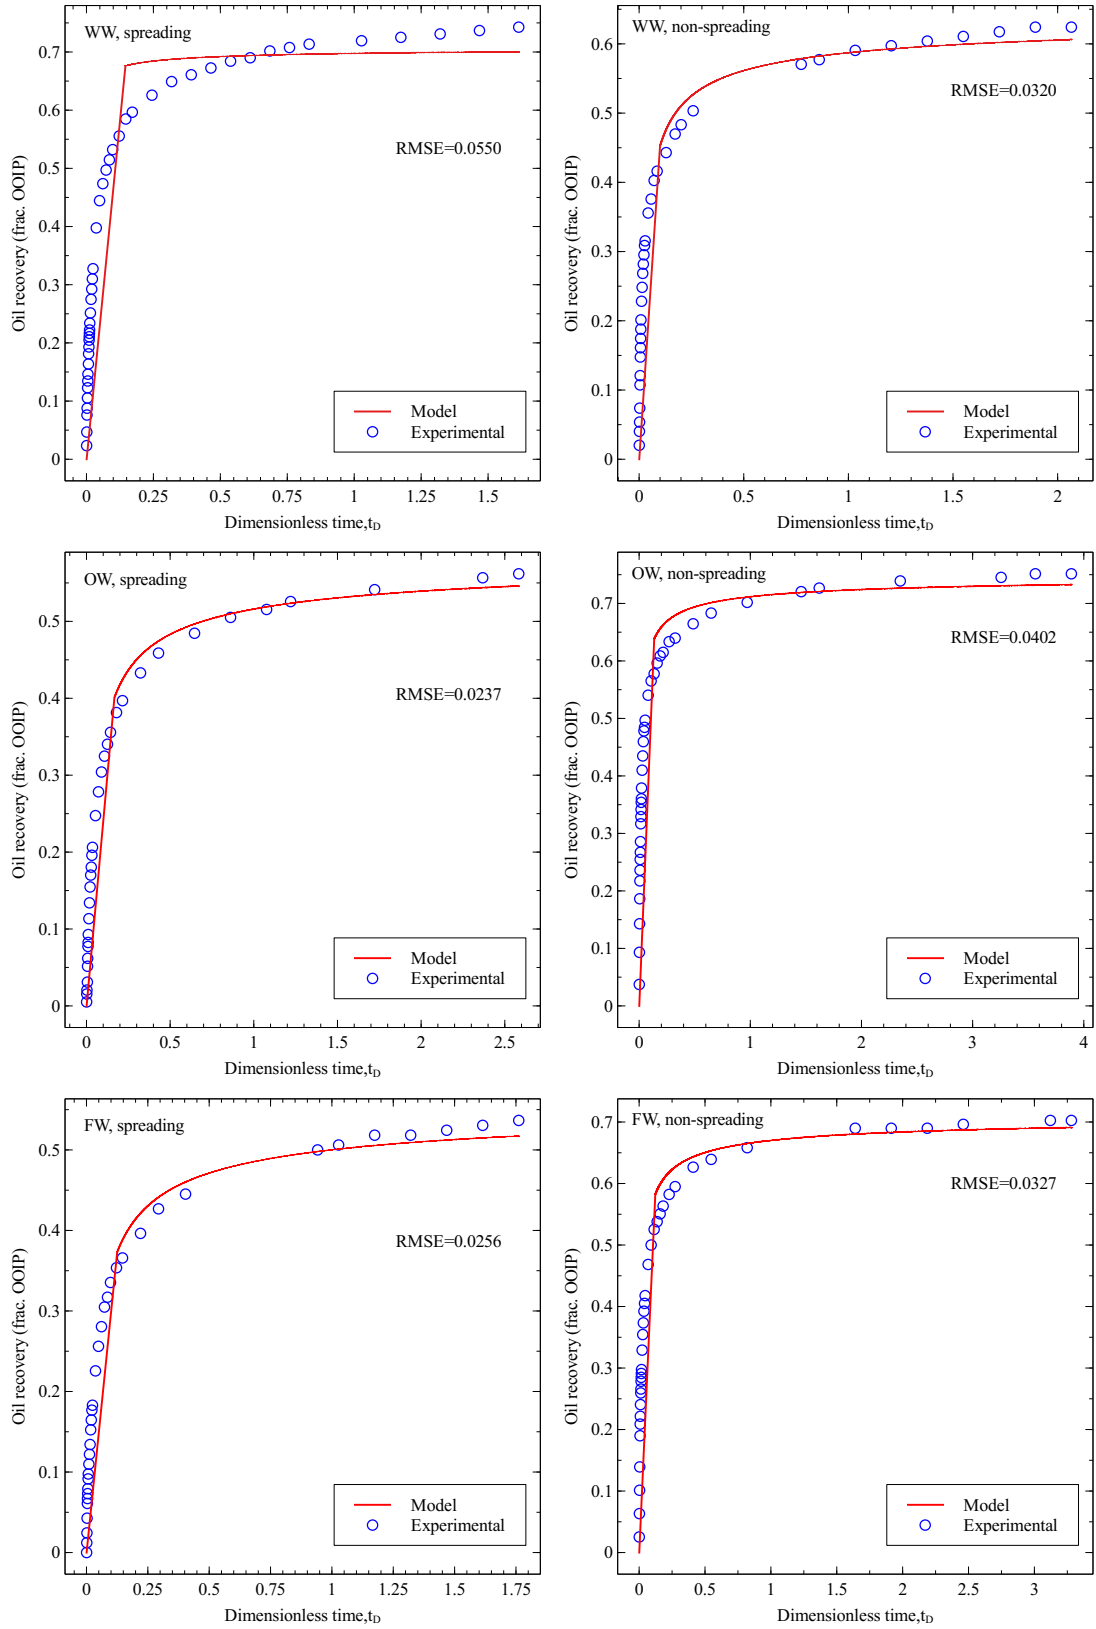 WW, spreading
RMSE=0.0550
Model
Experimental
0
0.1
0.2
0.3
0.4
0.5
0.6
0.7
Oil recovery (frac. OOIP)
0 0.25 0.5 0.75 1 1.25 1.5
Dimensionless time,tD
WW, non-spreading
RMSE=0.0320
Model
Experimental
0
0.1
0.2
0.3
0.4
0.5
0.6
Oil recovery (frac. OOIP)
0 0.5 1 1.5 2
Dimensionless time,tD
OW, spreading
RMSE=0.0237
Model
Experimental
0
0.1
0.2
0.3
0.4
0.5
Oil recovery (frac. OOIP)
0 0.5 1 1.5 2 2.5
Dimensionless time,tD
OW, non-spreading
RMSE=0.0402
Model
Experimental
0
0.1
0.2
0.3
0.4
0.5
0.6
0.7
Oil recovery (frac. OOIP)
0 1 2 3 4
Dimensionless time,tD
FW, spreading
RMSE=0.0256
Model
Experimental
0
0.1
0.2
0.3
0.4
0.5
Oil recovery (frac. OOIP)
0 0.25 0.5 0.75 1 1.25 1.5 1.75
Dimensionless time,tD
FW, non-spreading
RMSE=0.0327
Model
Experimental
0
0.1
0.2
0.3
0.4
0.5
0.6
0.7
Oil recovery (frac. OOIP)
0 0.5 1 1.5 2 2.5 3
Dimensionless time,tD